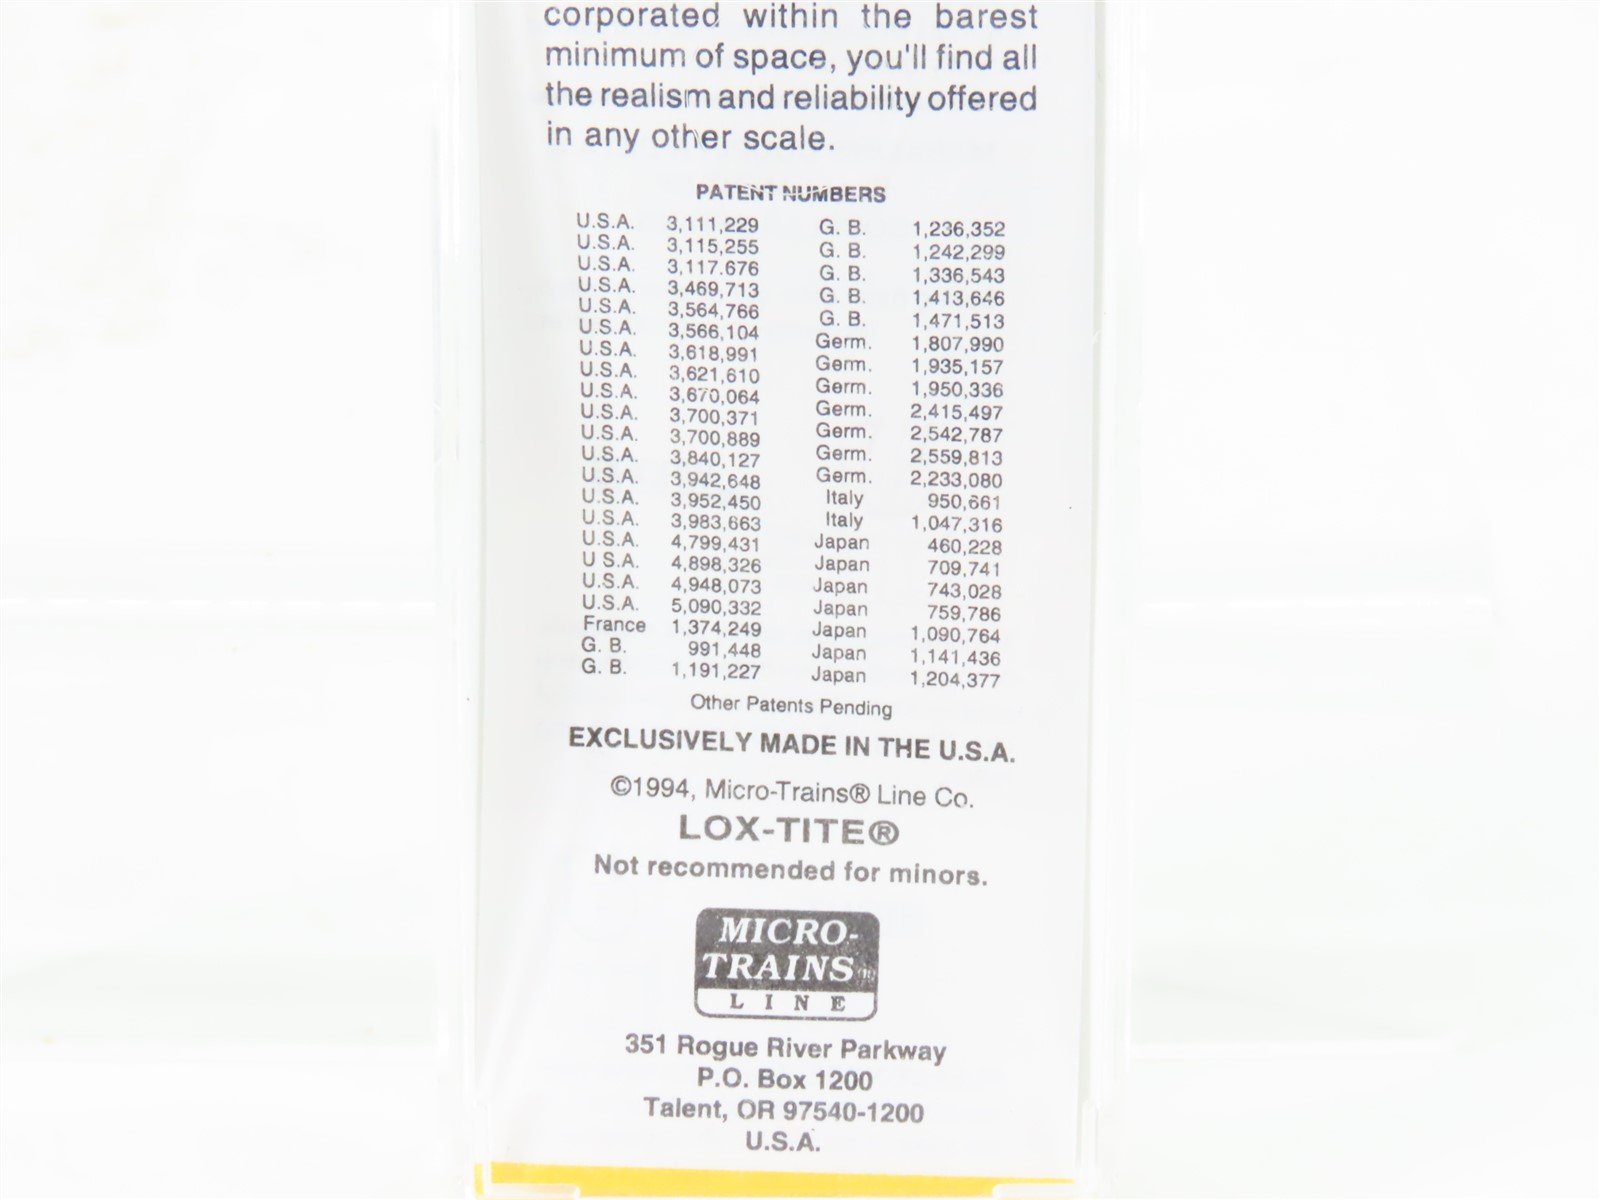 corporated within the barest
minimum of space, you'll find all
the realism and reliability offered
in any other scale.
PATENT NUMBERS
U.S.A. 3,111,229 G. B. 1,236,352
U.S.A. 3,115,255 G. B. 1,242,299
U.S.A. 3,117.676 G. B. 1,336,543
U.S.A. 3,469,713 G. B. 1,413,646
U.S.A. 3,564,766 G. B. 1,471,513
U.S.A. 3,566,104 Germ. 1,807,990
U.S.A. 3,618,991 Germ. 1,935,157
U.S.A. 3,621,610 Germ. 1,950,336
U.S.A. 3,670,064 Germ. 2,415,497
U.S.A. 3,700,371 Germ. 2,542,787
U.S.A. 3,700,889 Germ. 2,559,813
U.S.A. 3,840,127 Germ. 2,233,080
U.S.A. 3,942,648 Italy 950,661
U.S.A. 3,952,450 Italy 1,047,316
U.S.A. 3,983,663 Japan 460,228
U.S.A. 4,799,431 Japan 709,741
U S.A. 4,898,326 Japan 743,028
U.S.A. 4,948,073 Japan 759,786
U.S.A. 5,090,332 Japan 1,090,764
France 1,374,249 Japan 1,141,436
G. B. 991,448 Japan 1,204,377
G. B. 1,191,227
Other Patents Pending
EXCLUSIVELY MADE IN THE U.S.A.
©1994, Micro-Trains® Line Co.
LOX-TITE®
Not recommended for minors.
MICRO-
TRAINS®
LINE
351 Rogue River Parkway
P.O. Box 1200
Talent, OR 97540-1200
U.S.A.